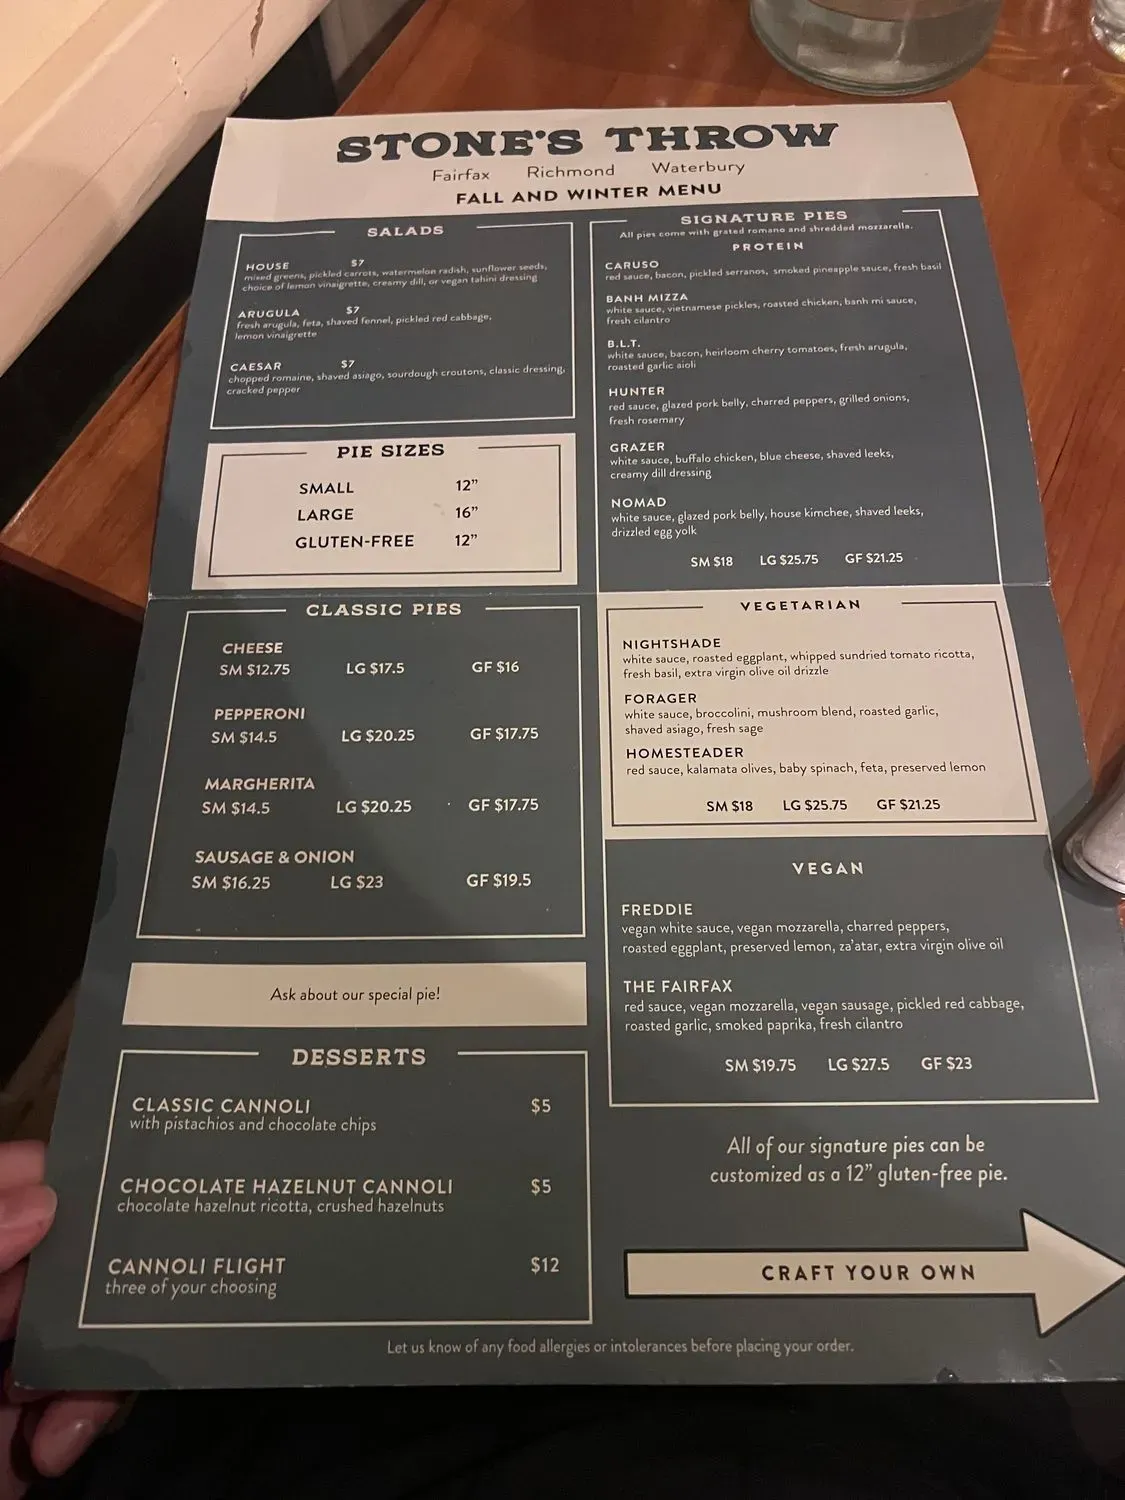 STONE'S THROW
Fairfax Richmond Waterbury
FALL AND WINTER MENU
SALADS
HOUSE $7
mixed greens, pickled carrots, watermelon radish, sunflower seeds,
choice of lemon vinaigrette, creamy dill, or vegan tahini dressing
ARUGULA $7
fresh arugula, feta, shaved fennel, pickled red cabbage,
lemon vinaigrette
CAESAR $7
chopped romaine, shaved asiago, sourdough croutons, classic dressing,
cracked pepper
PIE SIZES
SMALL 12”
LARGE 16”
GLUTEN-FREE 12”
CLASSIC PIES
CHEESE
SM $12.75 LG $17.5 GF $16
PEPPERONI
SM $14.5 LG $20.25 GF $17.75
MARGHERITA
SM $14.5 LG $20.25 GF $17.75
SAUSAGE & ONION
SM $16.25 LG $23 GF $19.5
Ask about our special pie!
DESSERTS
CLASSIC CANNOLI $5
with pistachios and chocolate chips
CHOCOLATE HAZELNUT CANNOLI $5
chocolate hazelnut ricotta, crushed hazelnuts
CANNOLI FLIGHT $12
three of your choosing
SIGNATURE PIES
All pies come with grated romano and shredded mozzarella.
PROTEIN
CARUSO
red sauce, bacon, pickled serranos, smoked pineapple sauce, fresh basil
BANH MIZZA
white sauce, vietnamese pickles, roasted chicken, banh mi sauce,
fresh cilantro
B.L.T.
white sauce, bacon, heirloom cherry tomatoes, fresh arugula,
roasted garlic aioli
HUNTER
red sauce, glazed pork belly, charred peppers, grilled onions,
fresh rosemary
GRAZER
white sauce, buffalo chicken, blue cheese, shaved leeks,
creamy dill dressing
NOMAD
white sauce, glazed pork belly, house kimchee, shaved leeks,
drizzled egg yolk
SM $18 LG $25.75 GF $21.25
VEGETARIAN
NIGHTSHADE
white sauce, roasted eggplant, whipped sundried tomato ricotta,
fresh basil, extra virgin olive oil drizzle
FORAGER
white sauce, broccolini, mushroom blend, roasted garlic,
shaved asiago, fresh sage
HOMESTEADER
red sauce, kalamata olives, baby spinach, feta, preserved lemon
SM $18 LG $25.75 GF $21.25
VEGAN
FREDDIE
vegan white sauce, vegan mozzarella, charred peppers,
roasted eggplant, preserved lemon, za'atar, extra virgin olive oil
THE FAIRFAX
red sauce, vegan mozzarella, vegan sausage, pickled red cabbage,
roasted garlic, smoked paprika, fresh cilantro
SM $19.75 LG $27.5 GF $23
All of our signature pies can be
customized as a 12” gluten-free pie.
CRAFT YOUR OWN
Let us know of any food allergies or intolerances before placing your order.